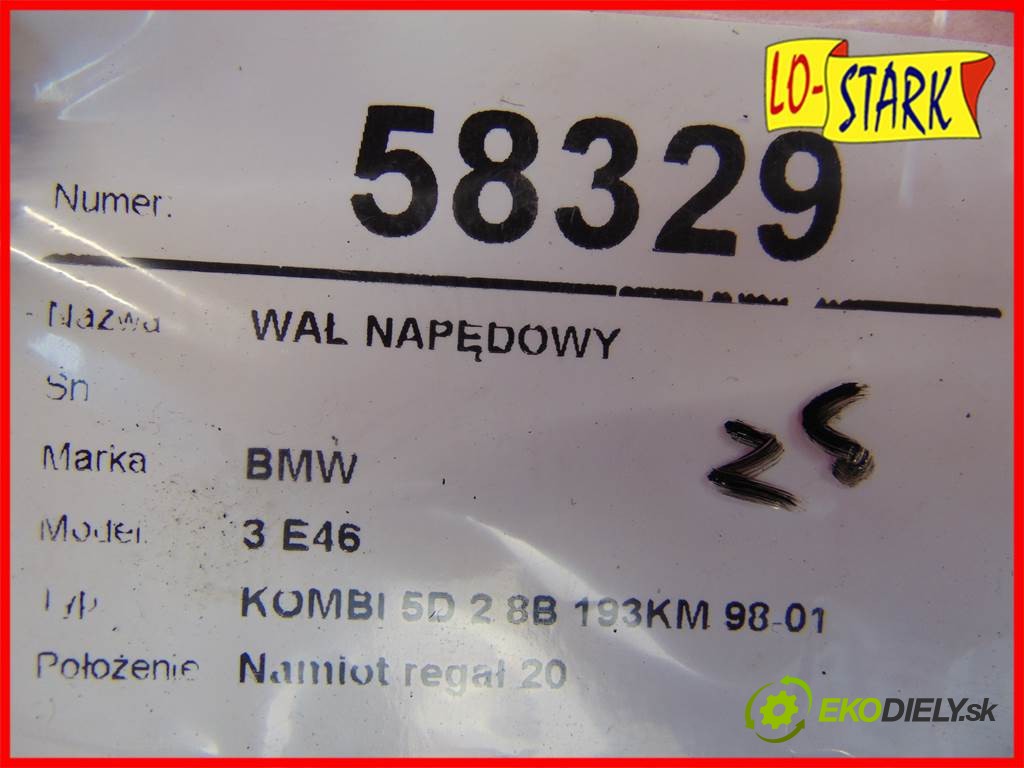 LO-STARK
Numer: 58329
Nazwa WAŁ NAPĘDOWY
Sn
Marka BMW
Model: 3 E46
Typ KOMBI 5D 2 8B 193KM 98-01
Położenie Namiot regał 20
EKODIELY.sk